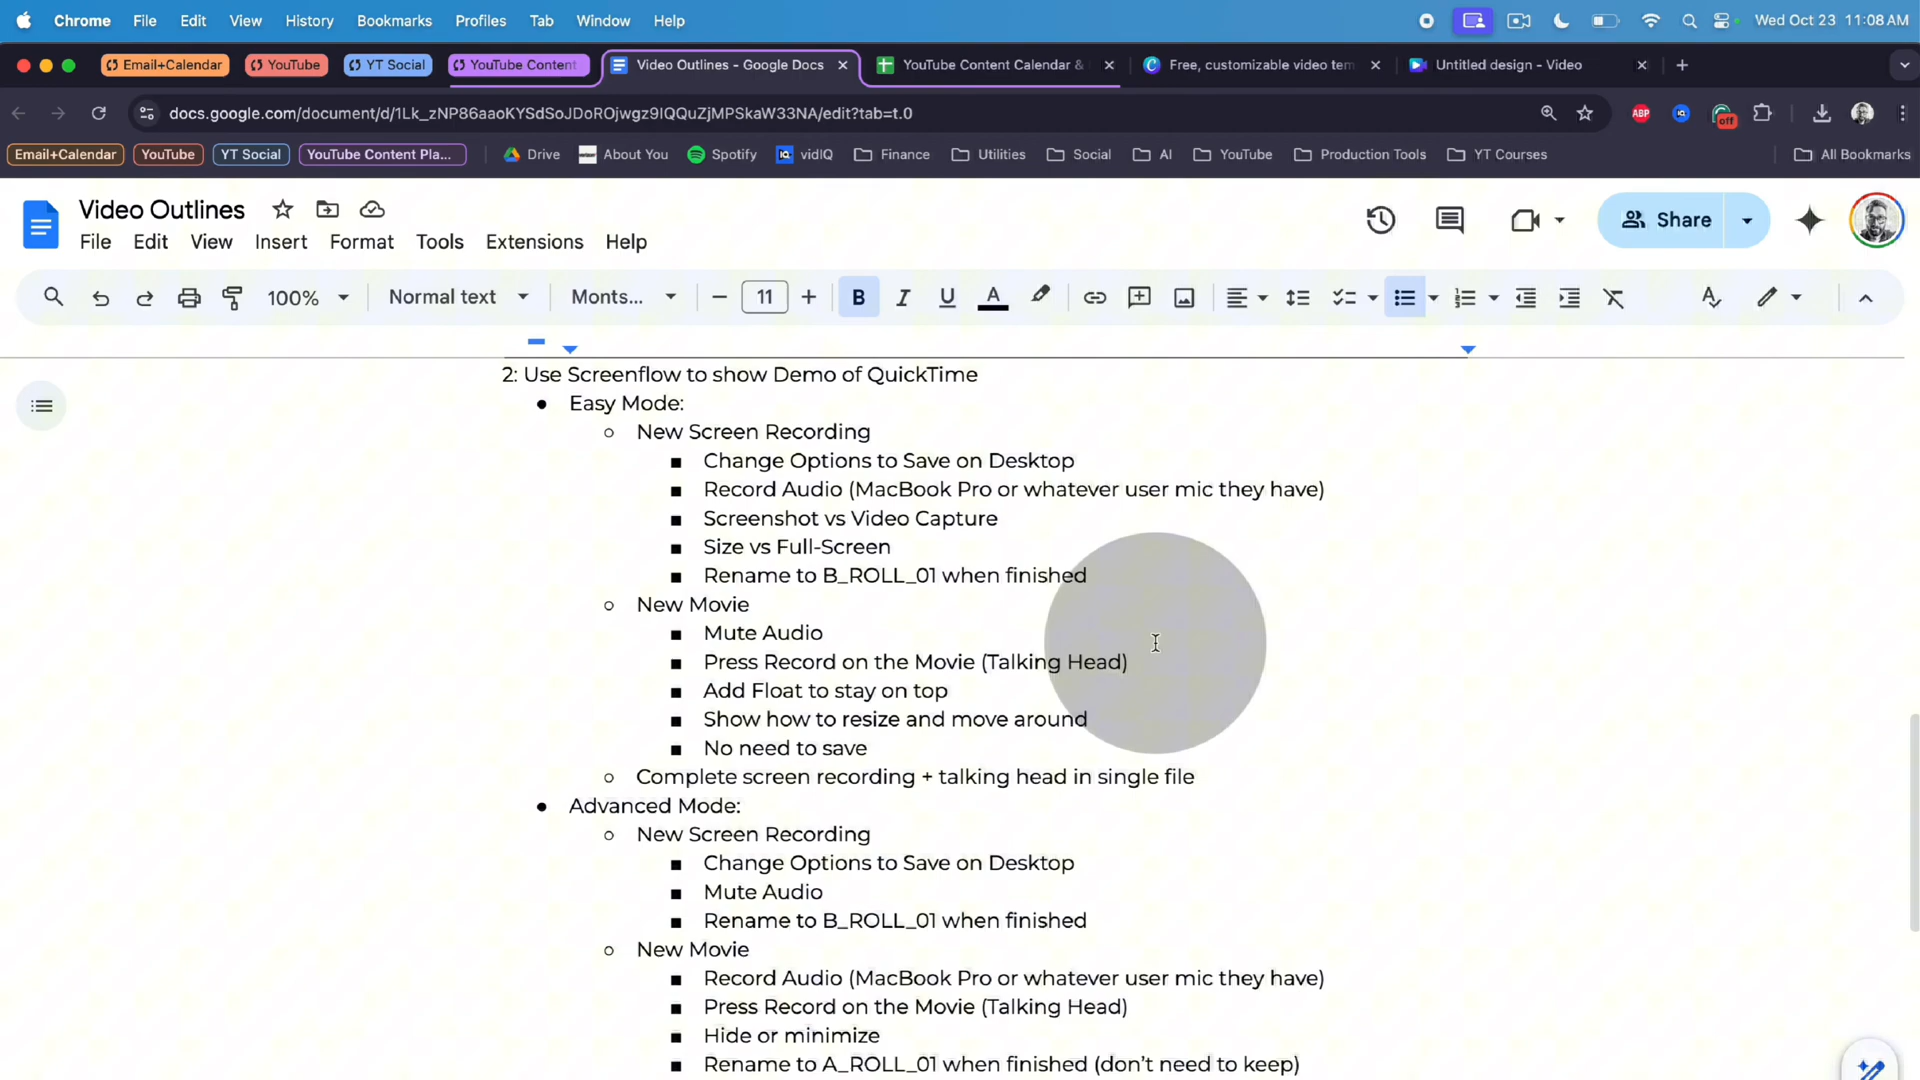 Chrome File Edit View History Bookmarks Profiles Tab Window Help Wed Oct 23 11:08 AM
Email+Calendar YouTube YT Social YouTube Content Video Outlines - Google Docs YouTube Content Calendar & Free, customizable video tem Untitled design - Video
docs.google.com/document/d/1Lk_zNP86aaoKYSdSoJDoROjwgz9IQQuZjMPSkaW33NA/edit?tab=t.0 ABP off
Email+Calendar YouTube YT Social YouTube Content Pla... Drive About You Spotify vidIQ Finance Utilities Social AI YouTube Production Tools YT Courses All Bookmarks
Video Outlines
File Edit View Insert Format Tools Extensions Help
Share
100% Normal text Monts... 11 B I U A
2: Use Screenflow to show Demo of QuickTime
● Easy Mode:
○ New Screen Recording
■ Change Options to Save on Desktop
■ Record Audio (MacBook Pro or whatever user mic they have)
■ Screenshot vs Video Capture
■ Size vs Full-Screen
■ Rename to B_ROLL_01 when finished
○ New Movie
■ Mute Audio
■ Press Record on the Movie (Talking Head)
■ Add Float to stay on top
■ Show how to resize and move around
■ No need to save
○ Complete screen recording + talking head in single file
● Advanced Mode:
○ New Screen Recording
■ Change Options to Save on Desktop
■ Mute Audio
■ Rename to B_ROLL_01 when finished
○ New Movie
■ Record Audio (MacBook Pro or whatever user mic they have)
■ Press Record on the Movie (Talking Head)
■ Hide or minimize
■ Rename to A_ROLL_01 when finished (don't need to keep)